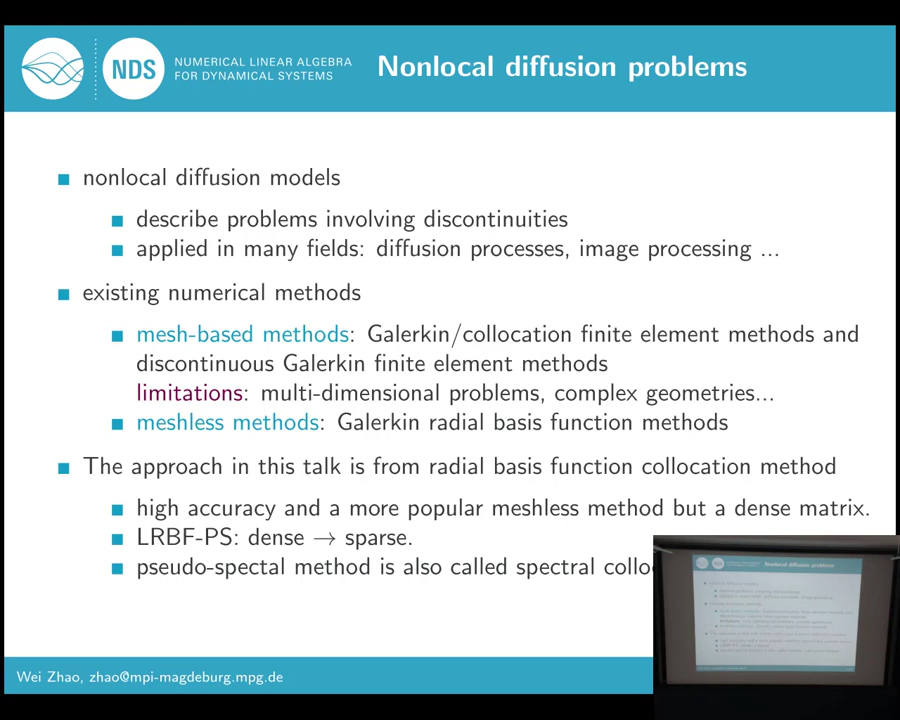 NDS
NUMERICAL LINEAR ALGEBRA
FOR DYNAMICAL SYSTEMS
Nonlocal diffusion problems
nonlocal diffusion models
describe problems involving discontinuities
applied in many fields: diffusion processes, image processing ...
existing numerical methods
mesh-based methods: Galerkin/collocation finite element methods and
discontinuous Galerkin finite element methods
limitations: multi-dimensional problems, complex geometries...
meshless methods: Galerkin radial basis function methods
The approach in this talk is from radial basis function collocation method
high accuracy and a more popular meshless method but a dense matrix.
LRBF-PS: dense → sparse.
pseudo-spectal method is also called spectral
Wei Zhao, zhao@mpi-magdeburg.mpg.de
Nonlocal diffusion problems